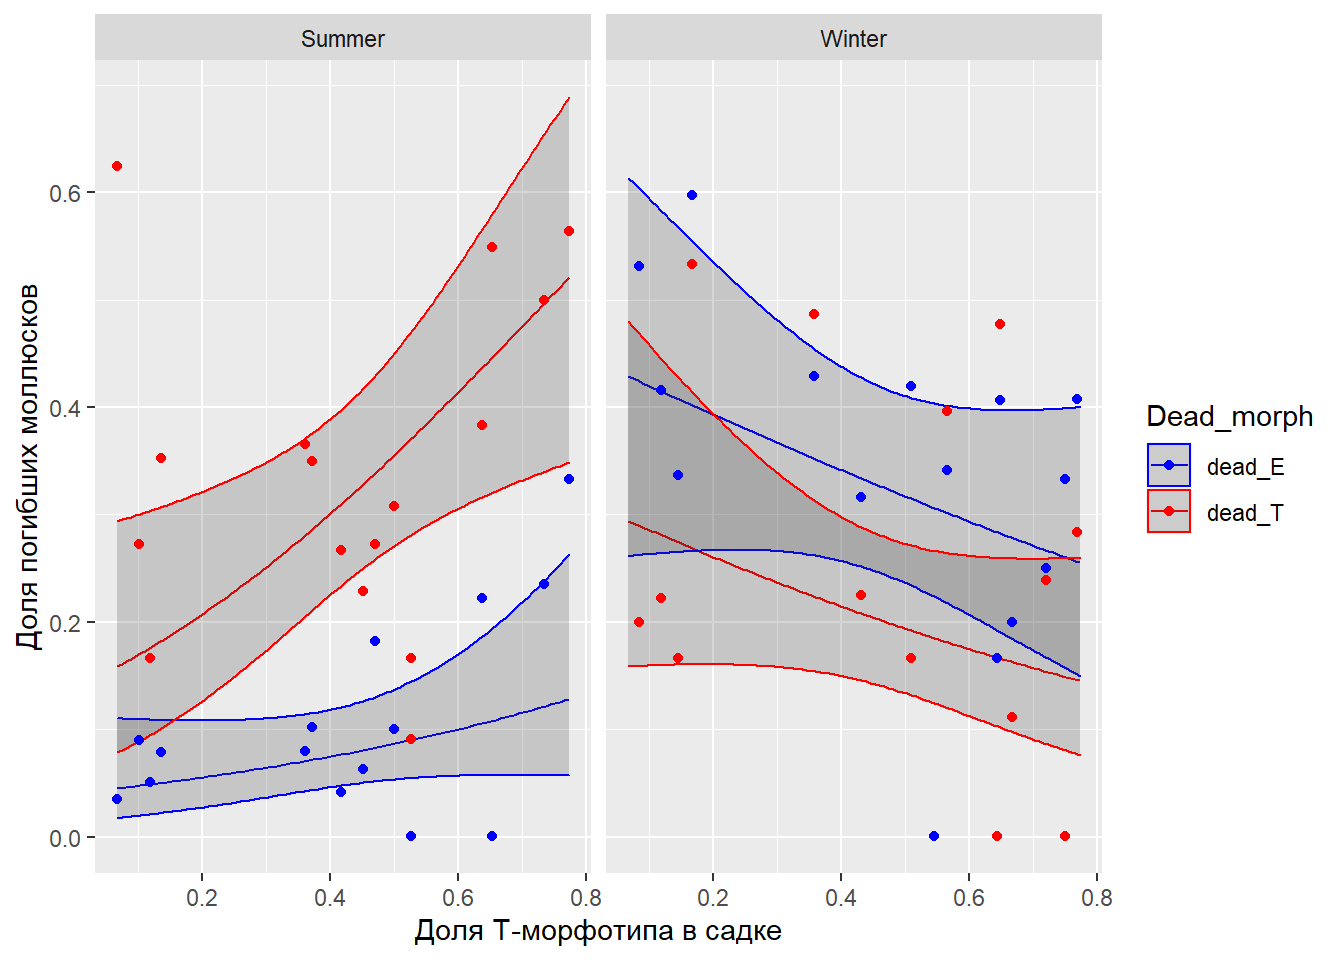 Summer
Winter
0.6
0.4
0.2
0.0
Доля погибших моллюсков
0.2 0.4 0.6 0.8
0.2 0.4 0.6 0.8
Доля Т-морфотипа в садке
Dead_morph
dead_E
dead_T